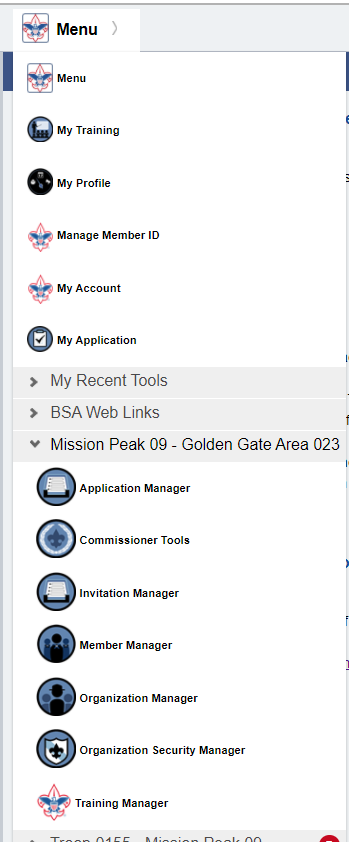 Menu
Menu
My Training
My Profile
Manage Member ID
My Account
My Application
My Recent Tools
BSA Web Links
Mission Peak 09 - Golden Gate Area 023
Application Manager
Commissioner Tools
Invitation Manager
Member Manager
Organization Manager
Organization Security Manager
Training Manager
Troop 0155 - Mission Peak 09